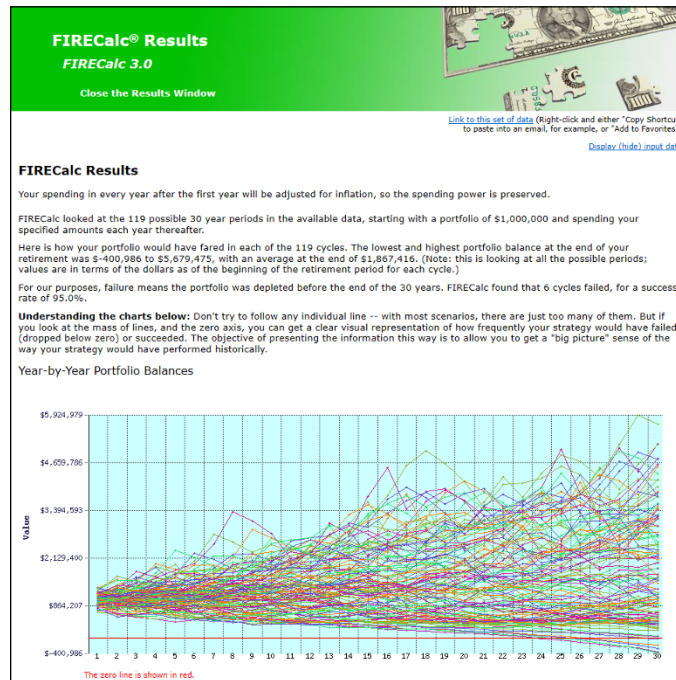 FIRECalc® Results
FIRECalc 3.0
Close the Results Window
Link to this set of data (Right-click and either "Copy Shortcu
to paste into an email, for example, or "Add to Favorites"
Display (hide) input dat
FIRECalc Results
Your spending in every year after the first year will be adjusted for inflation, so the spending power is preserved.
FIRECalc looked at the 119 possible 30 year periods in the available data, starting with a portfolio of $1,000,000 and spending your
specified amounts each year thereafter.
Here is how your portfolio would have fared in each of the 119 cycles. The lowest and highest portfolio balance at the end of your
retirement was $-400,986 to $5,679,475, with an average at the end of $1,867,416. (Note: this is looking at all the possible periods;
values are in terms of the dollars as of the beginning of the retirement period for each cycle.)
For our purposes, failure means the portfolio was depleted before the end of the 30 years. FIRECalc found that 6 cycles failed, for a success
rate of 95.0%.
Understanding the charts below: Don't try to follow any individual line -- with most scenarios, there are just too many of them. But if
you look at the mass of lines, and the zero axis, you can get a clear visual representation of how frequently your strategy would have failed
(dropped below zero) or succeeded. The objective of presenting the information this way is to allow you to get a "big picture" sense of the
way your strategy would have performed historically.
Year-by-Year Portfolio Balances
$5,924,979
$4,659,786
$3,394,593
Value
$2,129,400
$864,207
$-400,986
1 2 3 4 5 6 7 8 9 10 11 12 13 14 15 16 17 18 19 20 21 22 23 24 25 26 27 28 29 30
The zero line is shown in red.